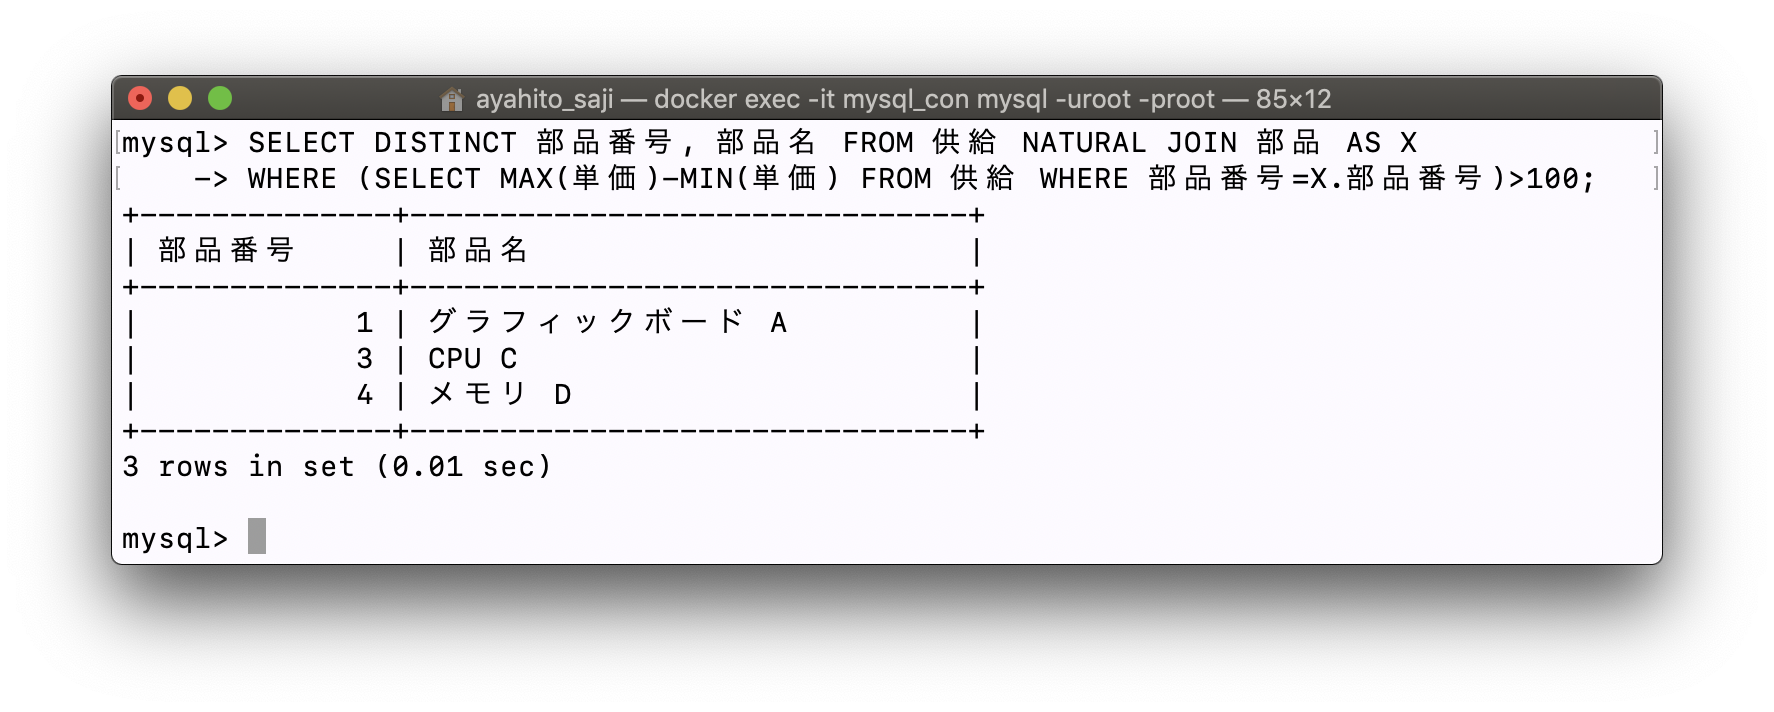 ayahito_saji — docker exec -it mysql_con mysql -uroot -proot — 85×12
mysql> SELECT DISTINCT 部品番号, 部品名 FROM 供給 NATURAL JOIN 部品 AS X
    -> WHERE (SELECT MAX(単価)-MIN(単価) FROM 供給 WHERE 部品番号=X.部品番号)>100;
+--------------+-------------------------------+
| 部品番号     | 部品名                         |
+--------------+-------------------------------+
|            1 | グラフィックボード A           |
|            3 | CPU C                         |
|            4 | メモリ D                       |
+--------------+-------------------------------+
3 rows in set (0.01 sec)
mysql>